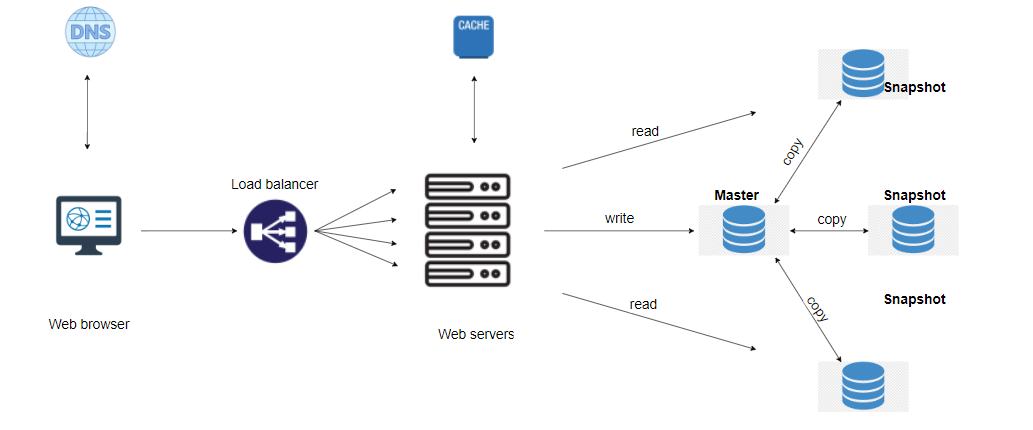 DNS
CACHE
Snapshot
read
copy
Load balancer
Master
Snapshot
write
copy
Snapshot
read
copy
Web browser
Web servers